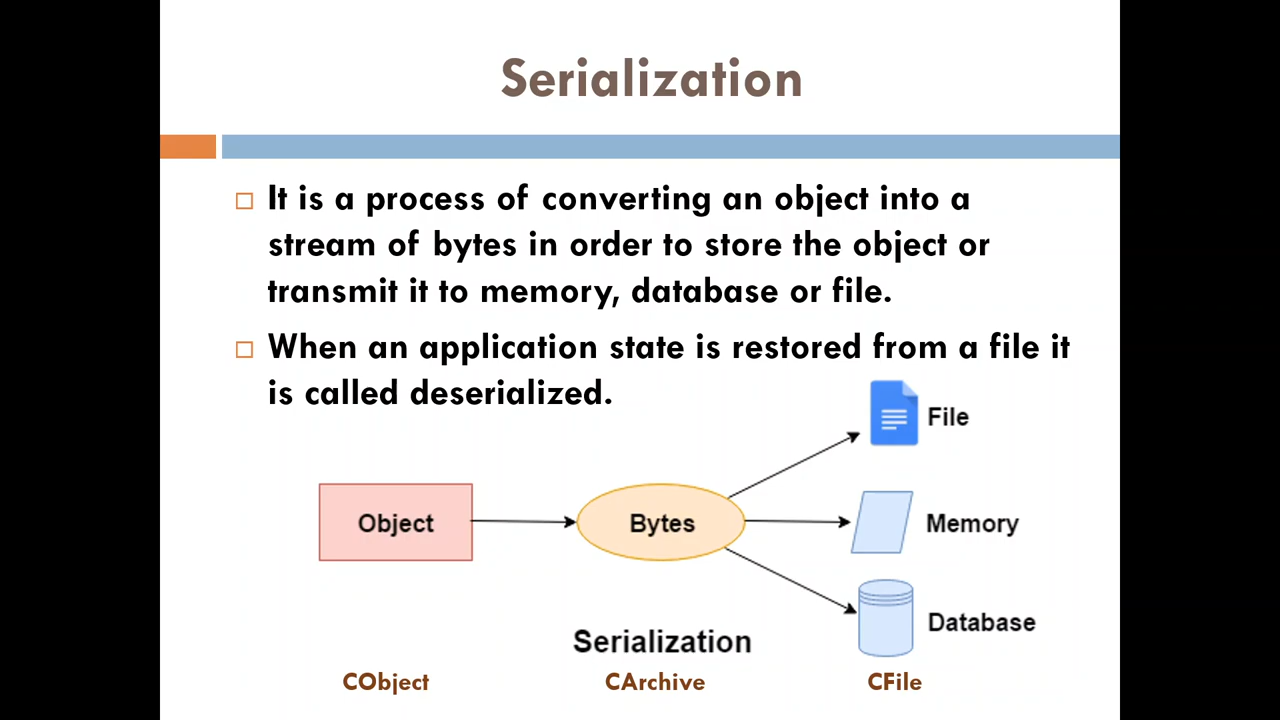 Serialization
It is a process of converting an object into a
stream of bytes in order to store the object or
transmit it to memory, database or file.
When an application state is restored from a file it
is called deserialized.
File
Object
Bytes
Memory
Database
Serialization
CObject
CArchive
CFile